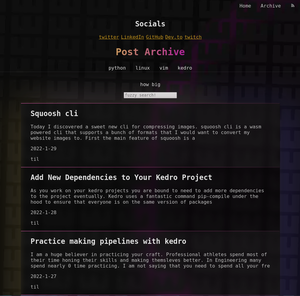 Home Archive
Socials
twitter LinkedIn GitHub Dev.to twitch
Post Archive
python linux vim kedro
how big
fuzzy search!
Squoosh cli
Today I discovered a sweet new cli for compressing images. squoosh cli is a wasm
powered cli that supports a bunch of formats that I would want to convert my
website images to. First the main feature of squoosh is a
2022-1-29
til
Add New Dependencies to Your Kedro Project
As you work on your kedro projects you are bound to need to add more dependencies
to the project eventually. Kedro uses a fantastic command pip-compile under the
hood to ensure that everyone is on the same version of packages
2022-1-28
til
Practice making pipelines with kedro
I am a huge believer in practicing your craft. Professional athletes spend most of
their time honing their skills and making themsleves better. In Engineering many
spend nearly 0 time practicing. I am not saying that you need to spend all your fre
2022-1-27
til